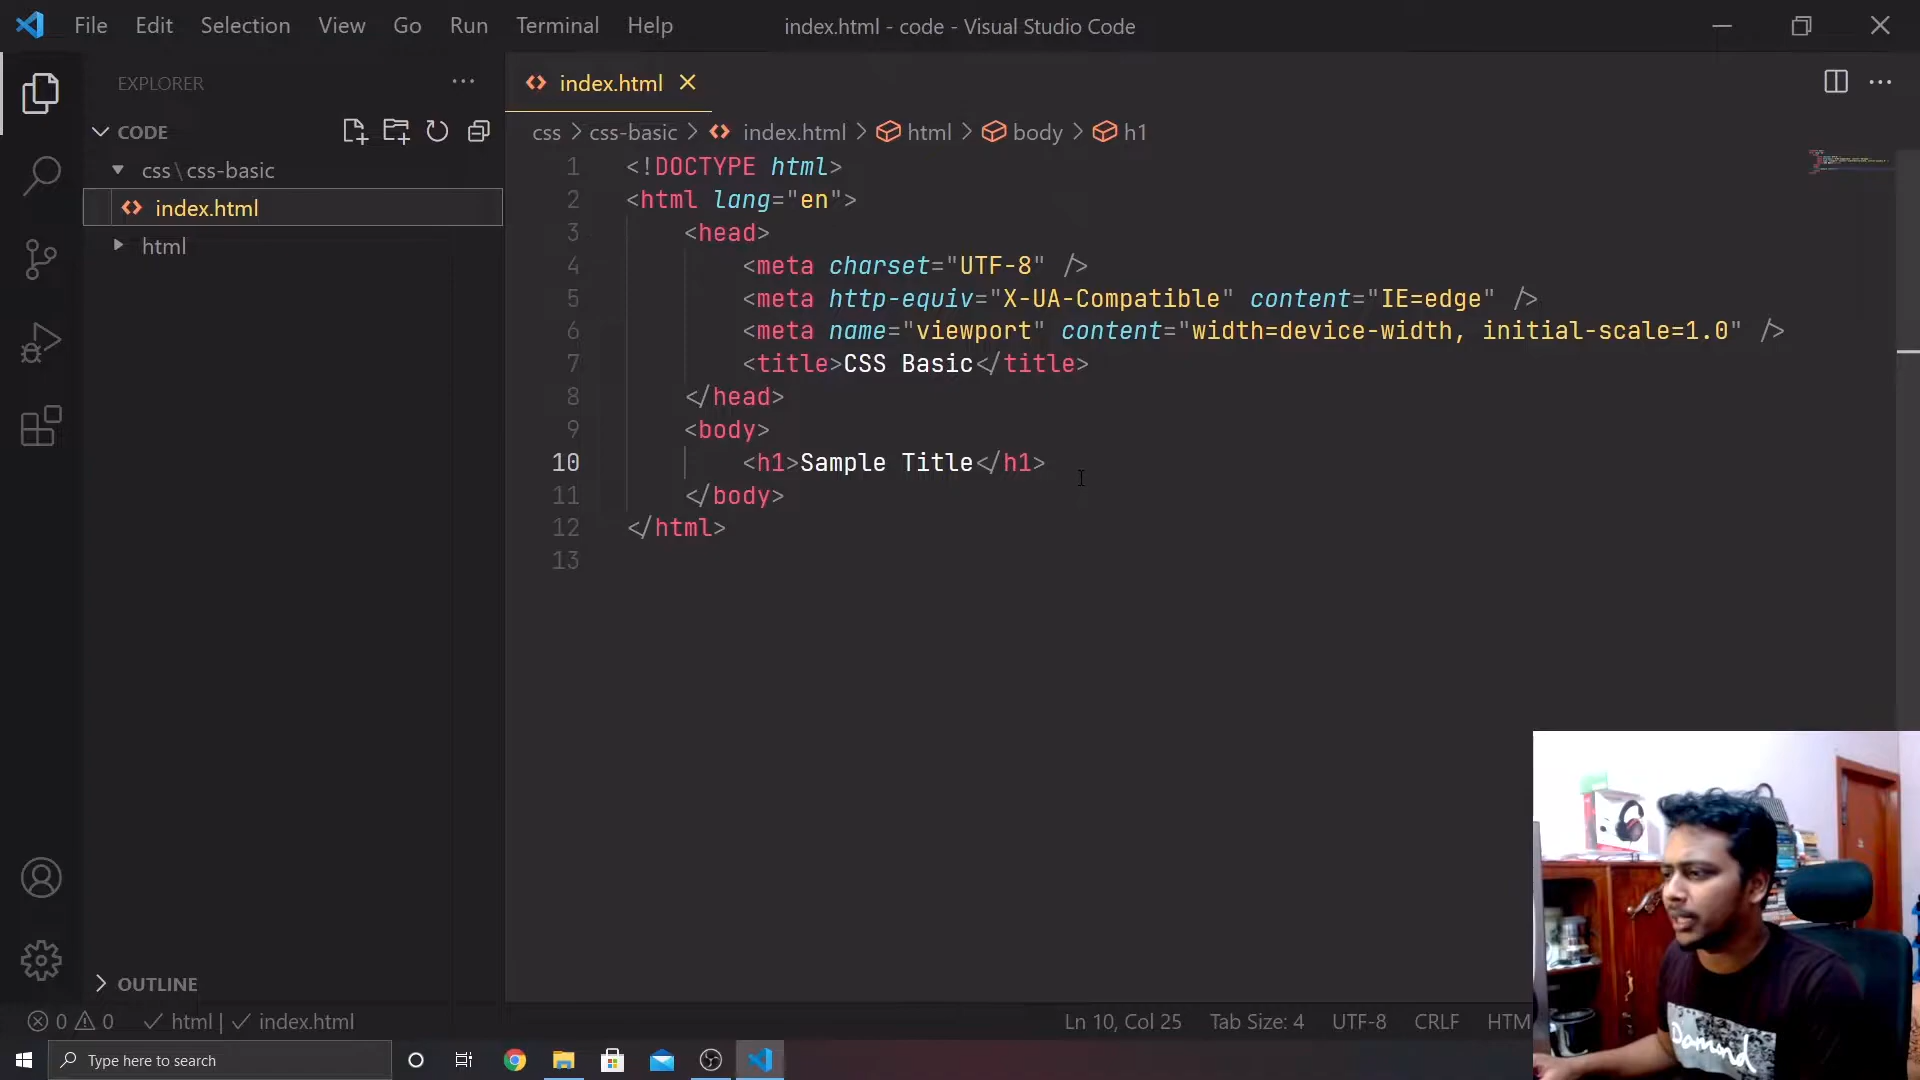 File Edit Selection View Go Run Terminal Help
index.html - code - Visual Studio Code
EXPLORER
CODE
css\css-basic
index.html
html
OUTLINE
index.html
css > css-basic > index.html > html > body > h1
1 <!DOCTYPE html>
2 <html lang="en">
3 <head>
4 <meta charset="UTF-8" />
5 <meta http-equiv="X-UA-Compatible" content="IE=edge" />
6 <meta name="viewport" content="width=device-width, initial-scale=1.0" />
7 <title>CSS Basic</title>
8 </head>
9 <body>
10 <h1>Sample Title</h1>
11 </body>
12 </html>
13
0 0 html | index.html
Ln 10, Col 25 Tab Size: 4 UTF-8 CRLF HTM
Type here to search
Damond